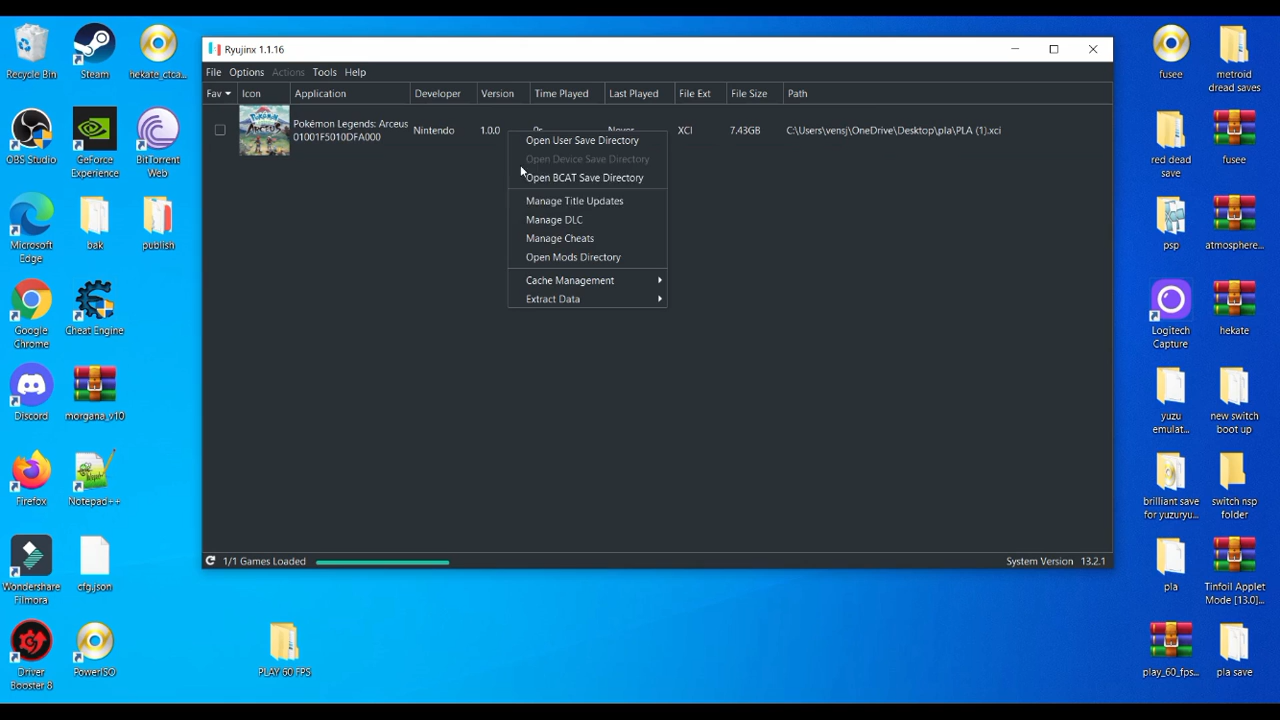 Ryujinx 1.1.16
File Options Actions Tools Help
Fav Icon Application Developer Version Time Played Last Played File Ext File Size Path
Pokémon Legends: Arceus
01001F5010DFA000
Nintendo 1.0.0 0s Never XCI 7.43GB C:\Users\vensj\OneDrive\Desktop\pla\PLA (1).xci
Open User Save Directory
Open Device Save Directory
Open BCAT Save Directory
Manage Title Updates
Manage DLC
Manage Cheats
Open Mods Directory
Cache Management
Extract Data
1/1 Games Loaded
System Version 13.2.1
Recycle Bin
Steam
hekate_ctca...
OBS Studio
GeForce
Experience
BitTorrent
Web
Microsoft
Edge
bak
publish
Google
Chrome
Cheat Engine
Discord
morgana_v10
Firefox
Notepad++
Wondershare
Filmora
cfg.json
Driver
Booster 8
PowerISO
PLAY 60 FPS
fusee
metroid
dread saves
red dead
save
fusee
psp
atmosphere...
Logitech
Capture
hekate
yuzu
emulat...
new switch
boot up
brilliant save
for yuzuryu...
switch nsp
folder
pla
Tinfoil Applet
Mode [13.0]...
play_60_fps...
pla save